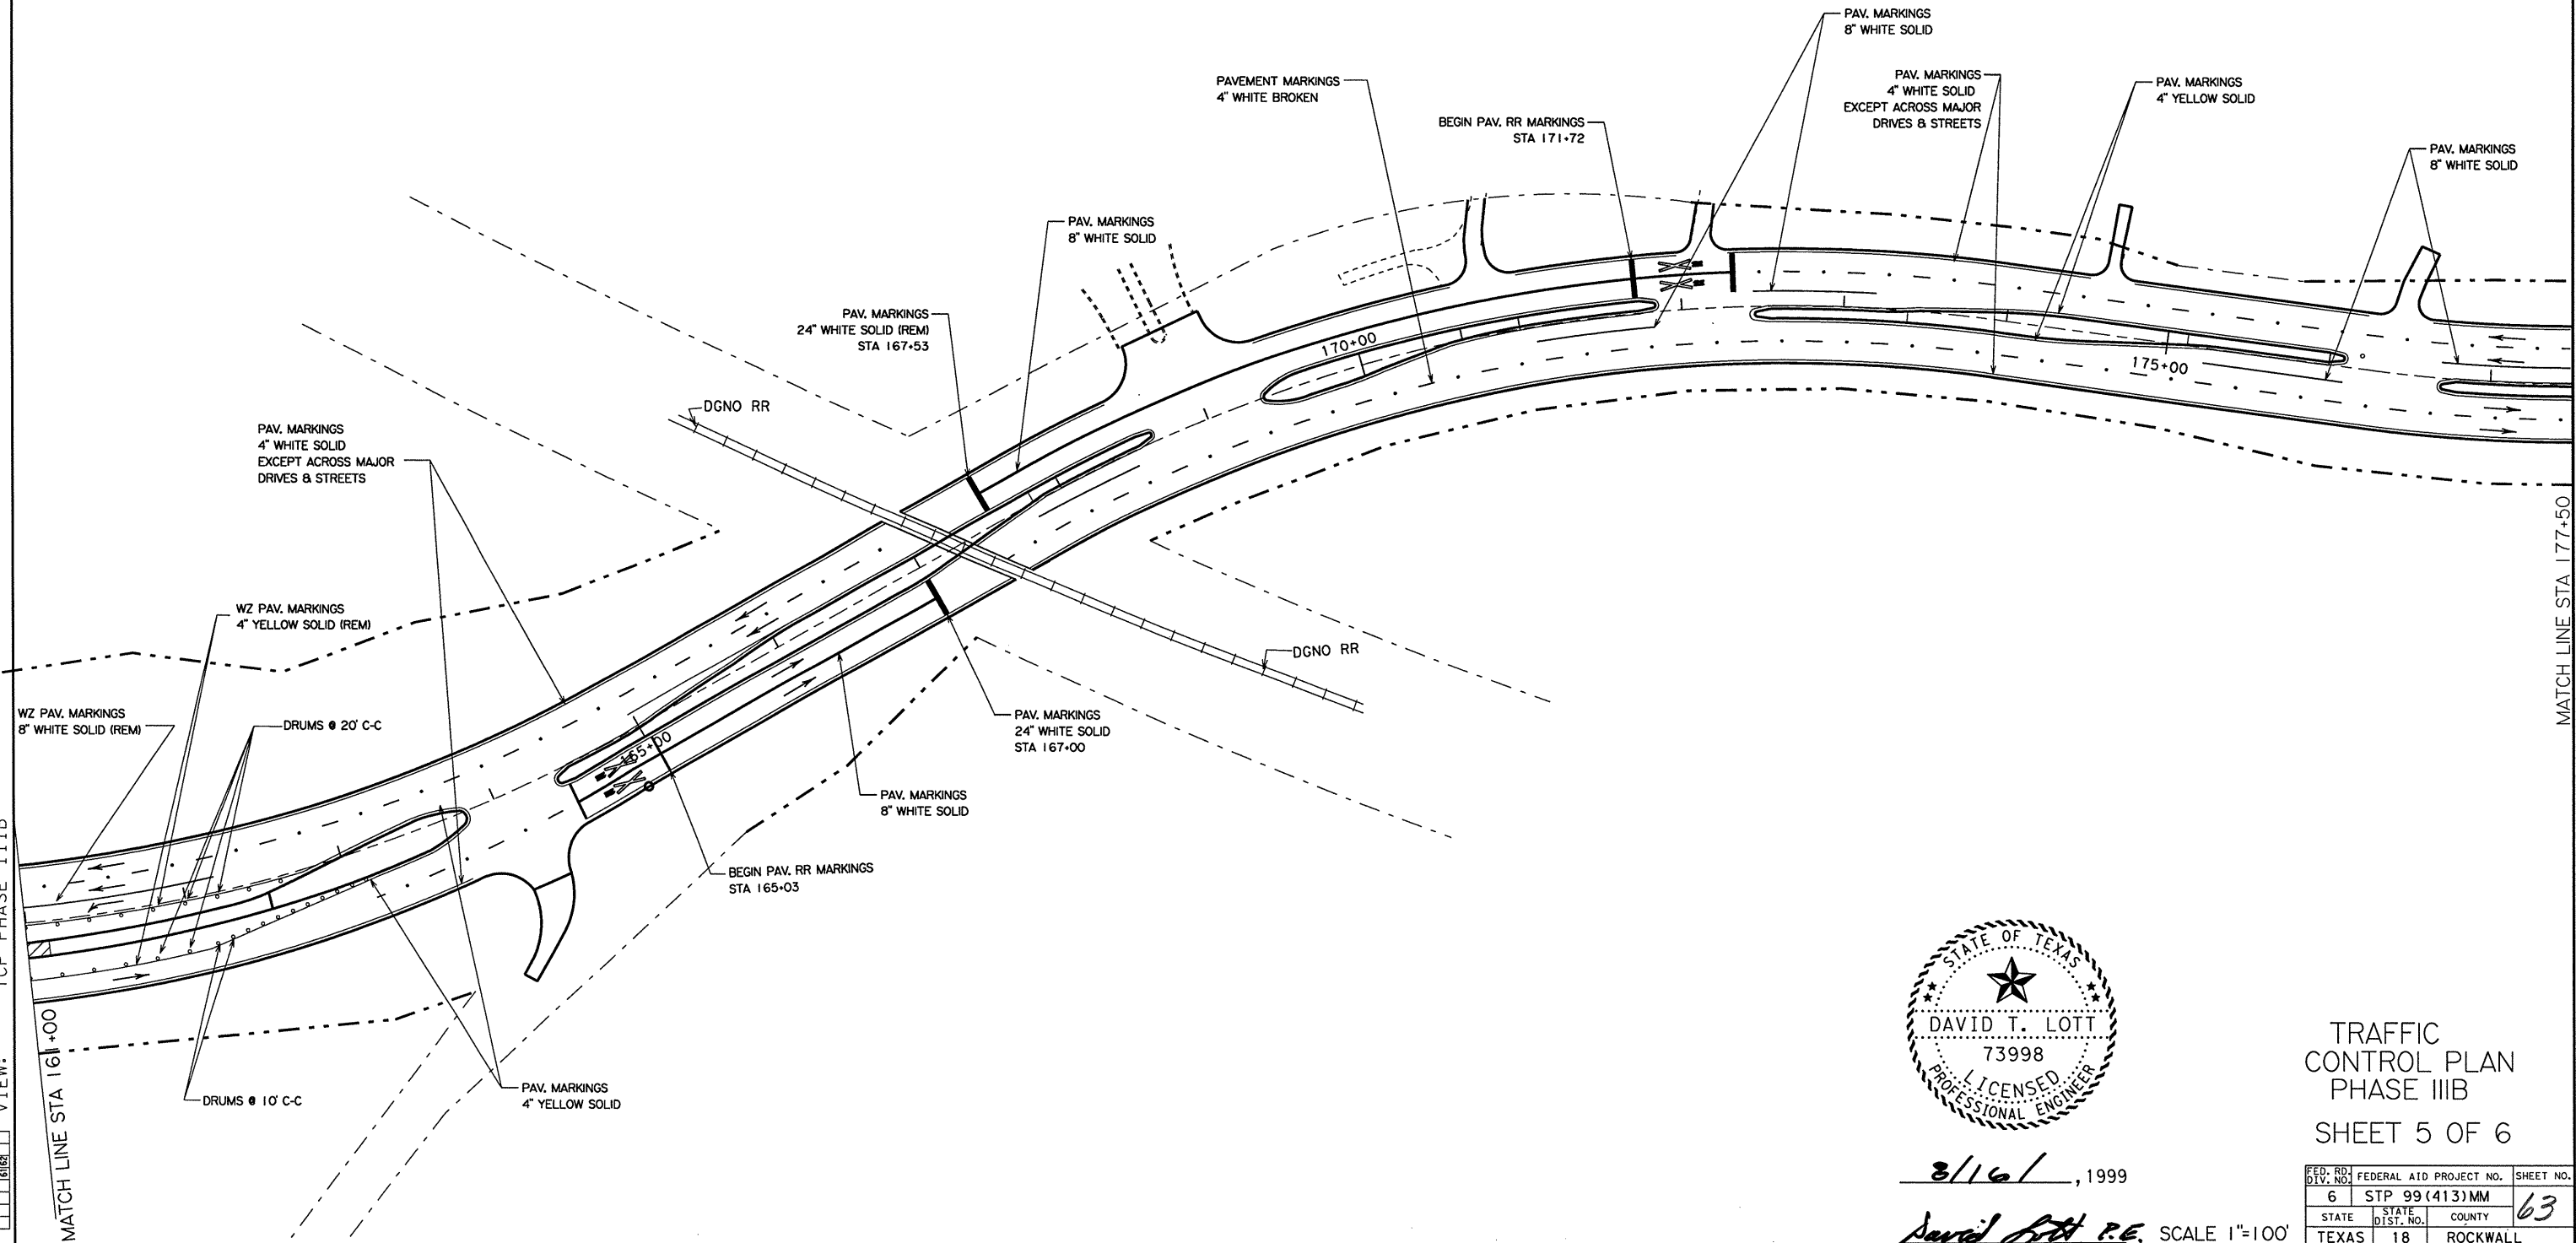 PAV. MARKINGS
8" WHITE SOLID
PAVEMENT MARKINGS
4" WHITE BROKEN
PAV. MARKINGS
4" WHITE SOLID
EXCEPT ACROSS MAJOR
DRIVES & STREETS
PAV. MARKINGS
4" YELLOW SOLID
BEGIN PAV. RR MARKINGS
STA 171+72
PAV. MARKINGS
8" WHITE SOLID
PAV. MARKINGS
8" WHITE SOLID
PAV. MARKINGS
24" WHITE SOLID (REM)
STA 167+53
170+00
175+00
DGNO RR
PAV. MARKINGS
4" WHITE SOLID
EXCEPT ACROSS MAJOR
DRIVES & STREETS
MATCH LINE STA 177+50
WZ PAV. MARKINGS
4" YELLOW SOLID (REM)
DGNO RR
WZ PAV. MARKINGS
8" WHITE SOLID (REM)
DRUMS @ 20' C-C
165+00
PAV. MARKINGS
24" WHITE SOLID
STA 167+00
PAV. MARKINGS
8" WHITE SOLID
BEGIN PAV. RR MARKINGS
STA 165+03
TCP PHASE IIIB
VIEW:
MATCH LINE STA 161+00
DRUMS @ 10' C-C
PAV. MARKINGS
4" YELLOW SOLID
61 62
STATE OF TEXAS
DAVID T. LOTT
73998
LICENSED
PROFESSIONAL ENGINEER
3/16/ , 1999
David Lott P.E.
SCALE 1"=100'
TRAFFIC
CONTROL PLAN
PHASE IIIB
SHEET 5 OF 6
FED. RD. DIV. NO. FEDERAL AID PROJECT NO. SHEET NO.
6 STP 99(413)MM 63
STATE STATE DIST. NO. COUNTY
TEXAS 18 ROCKWALL